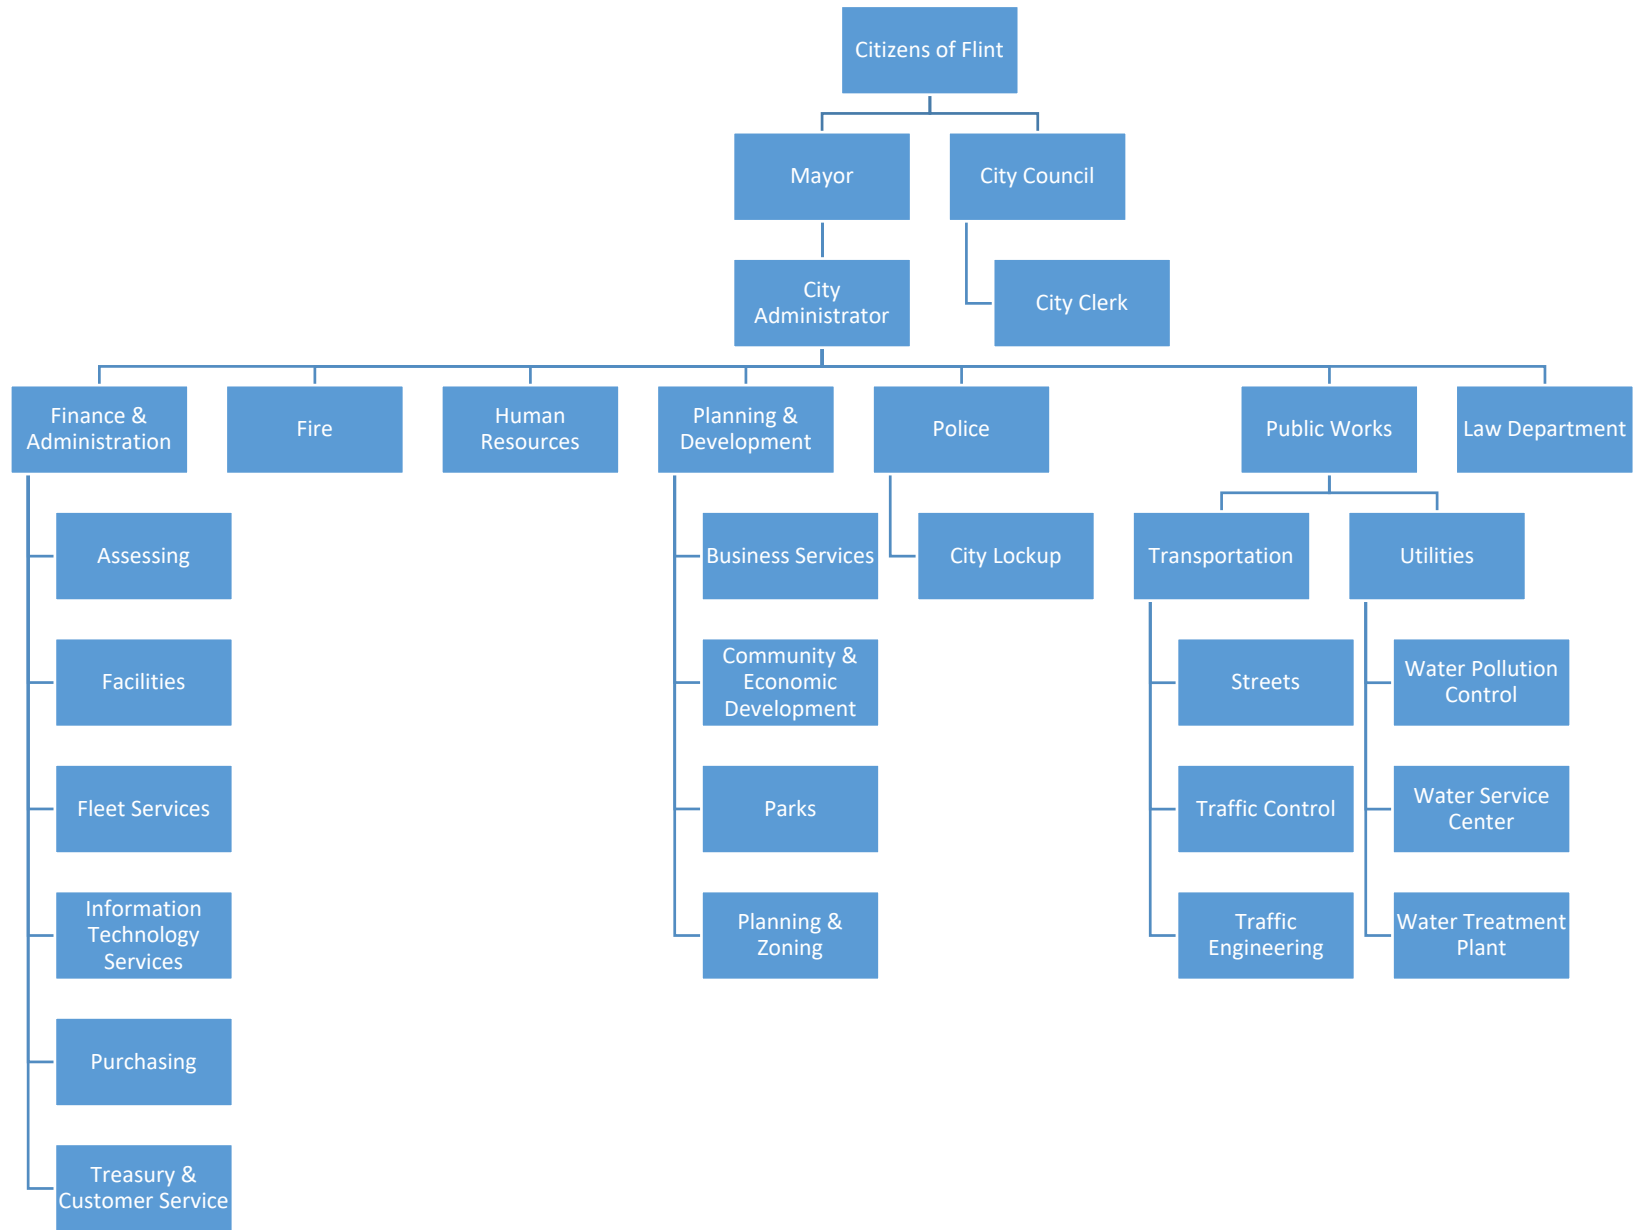 Citizens of Flint
Mayor
City Council
City
Administrator
City Clerk
Finance &
Administration
Fire
Human
Resources
Planning &
Development
Police
Public Works
Law Department
Assessing
Business Services
City Lockup
Transportation
Utilities
Facilities
Community &
Economic
Development
Streets
Water Pollution
Control
Fleet Services
Parks
Traffic Control
Water Service
Center
Information
Technology
Services
Planning &
Zoning
Traffic
Engineering
Water Treatment
Plant
Purchasing
Treasury &
Customer Service